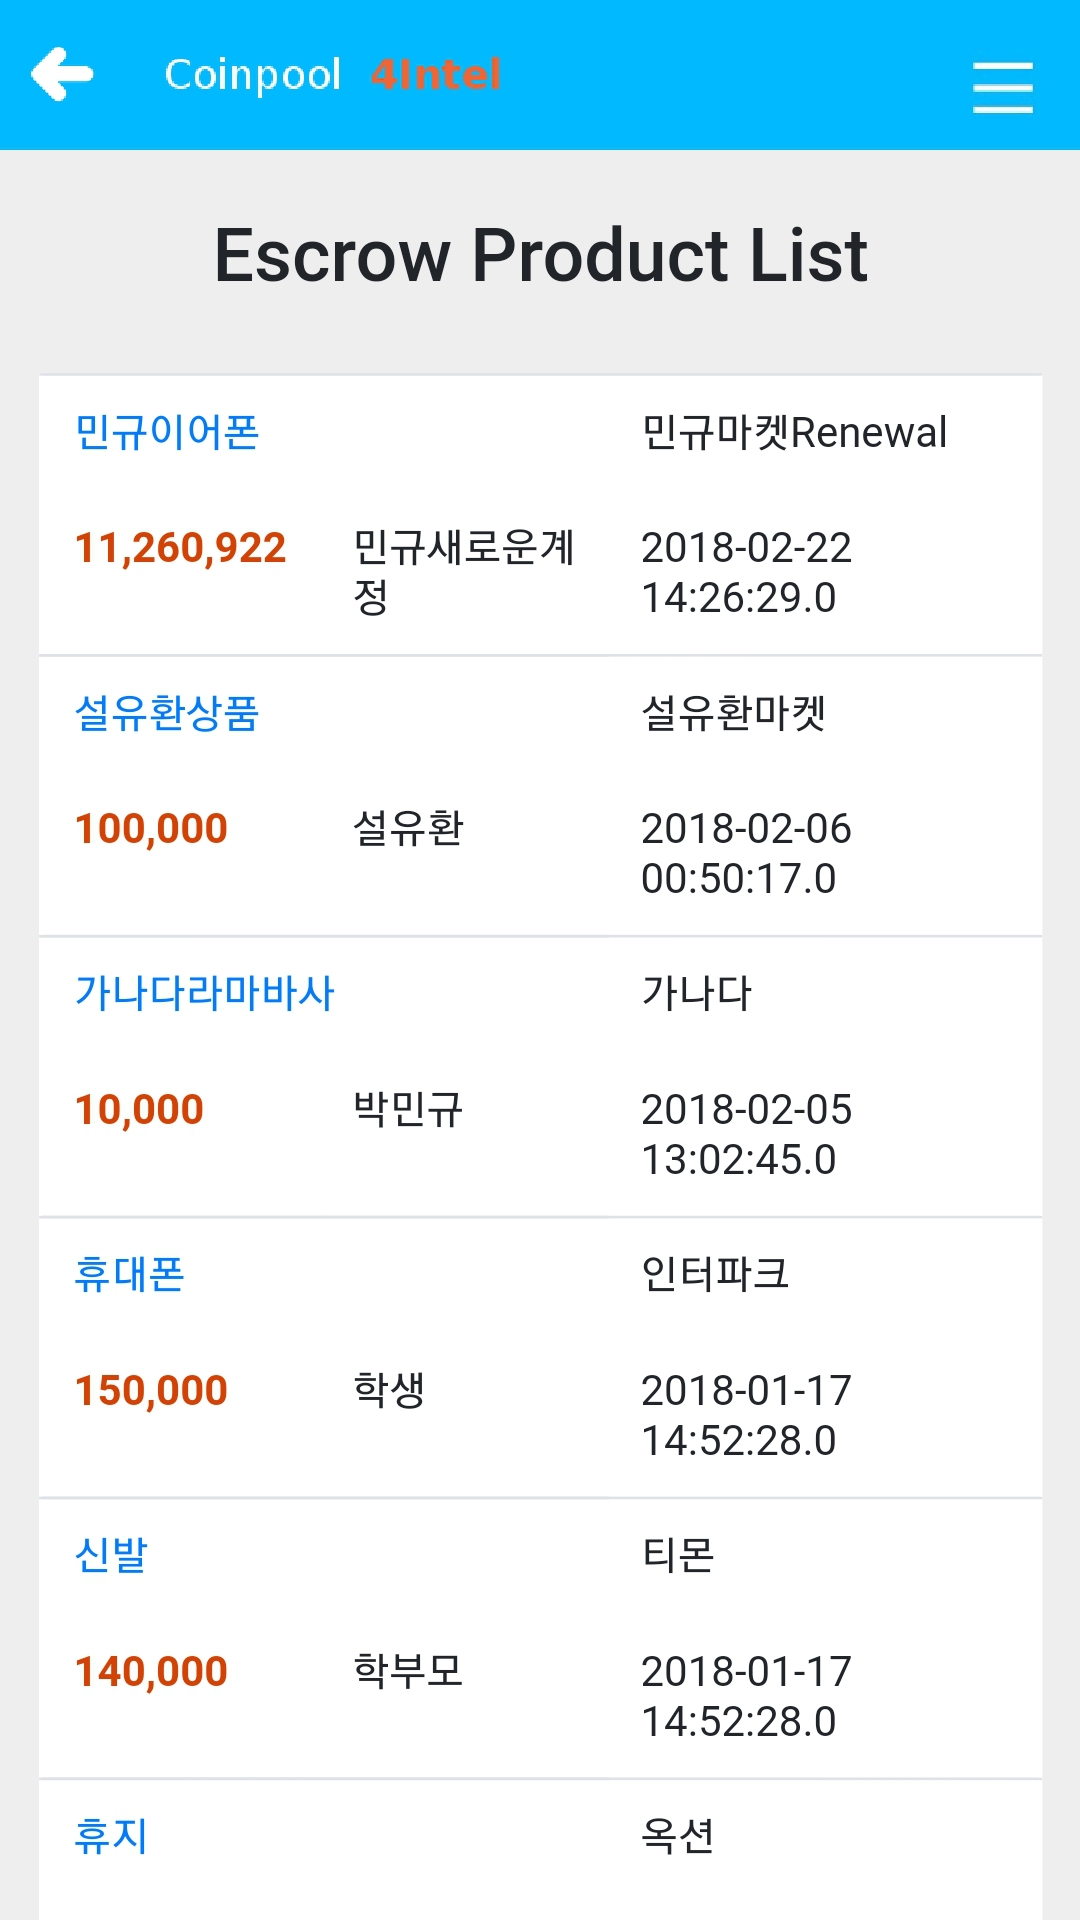 Coinpool 4Intel
Escrow Product List
민규이어폰 민규마켓Renewal
11,260,922 민규새로운계정 2018-02-22 14:26:29.0
설유환상품 설유환마켓
100,000 설유환 2018-02-06 00:50:17.0
가나다라마바사 가나다
10,000 박민규 2018-02-05 13:02:45.0
휴대폰 인터파크
150,000 학생 2018-01-17 14:52:28.0
신발 티몬
140,000 학부모 2018-01-17 14:52:28.0
휴지 옥션